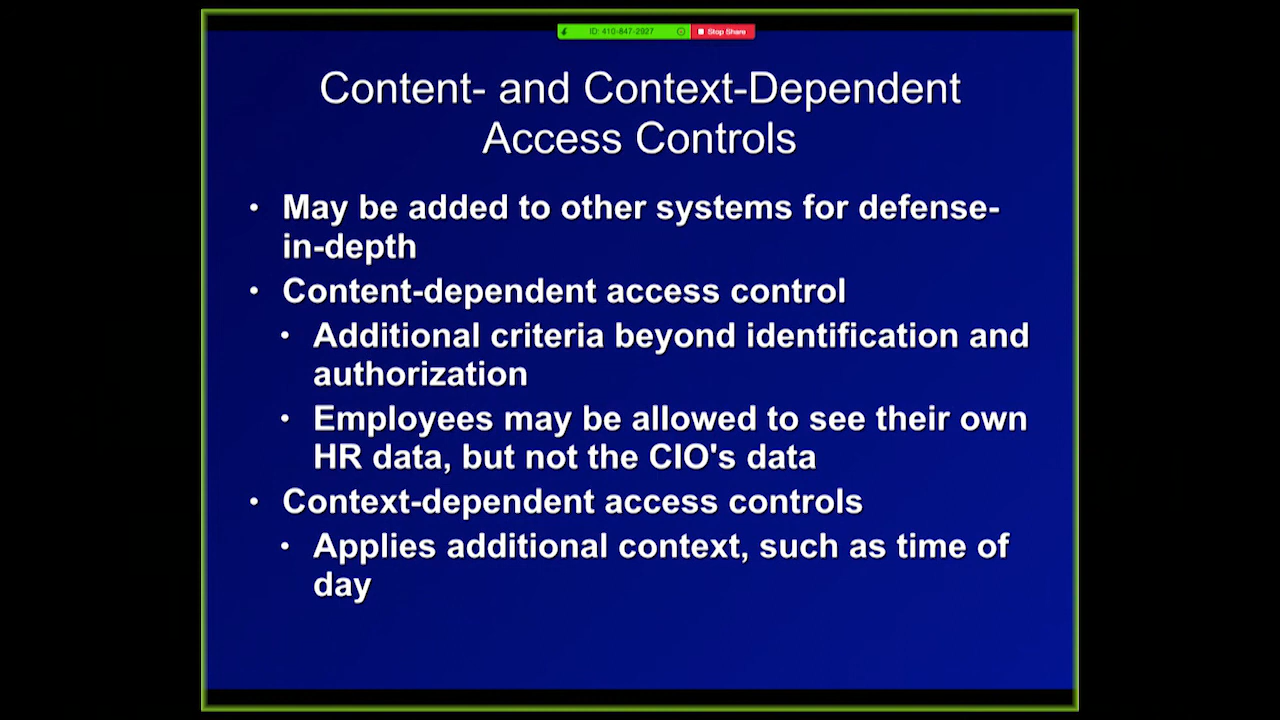 ID: 410-847-2927
Stop Share
Content- and Context-Dependent
Access Controls
• May be added to other systems for defense-
in-depth
• Content-dependent access control
• Additional criteria beyond identification and
authorization
• Employees may be allowed to see their own
HR data, but not the CIO's data
• Context-dependent access controls
• Applies additional context, such as time of
day